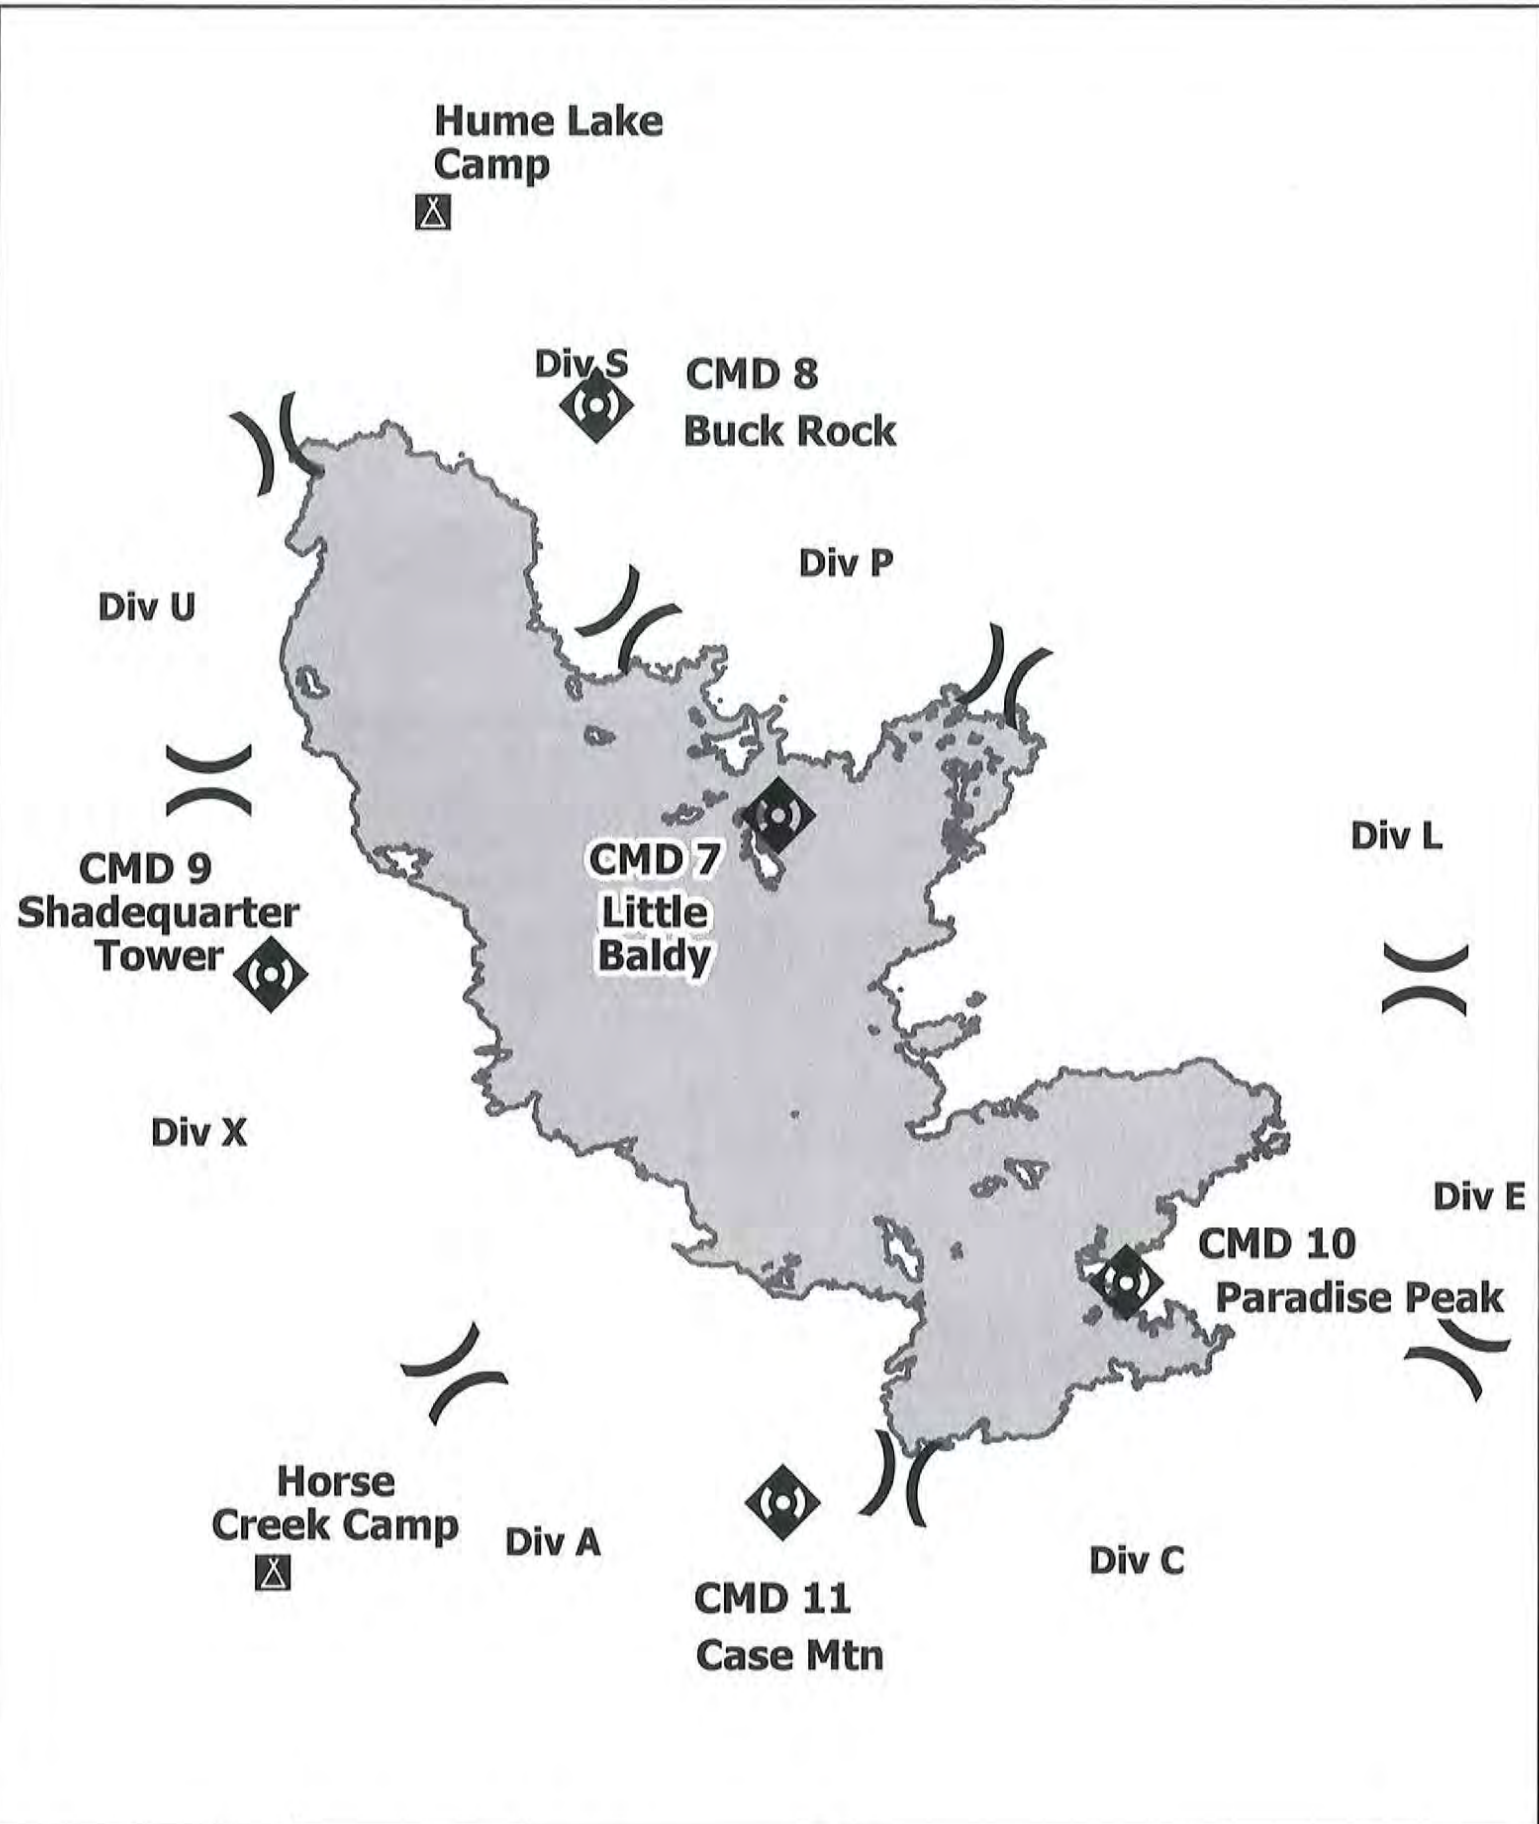 Hume Lake
Camp
Div S
CMD 8
Buck Rock
Div P
Div U
CMD 7
Little
Baldy
Div L
CMD 9
Shadequarter
Tower
Div X
Div E
CMD 10
Paradise Peak
Horse
Creek Camp
Div A
CMD 11
Case Mtn
Div C